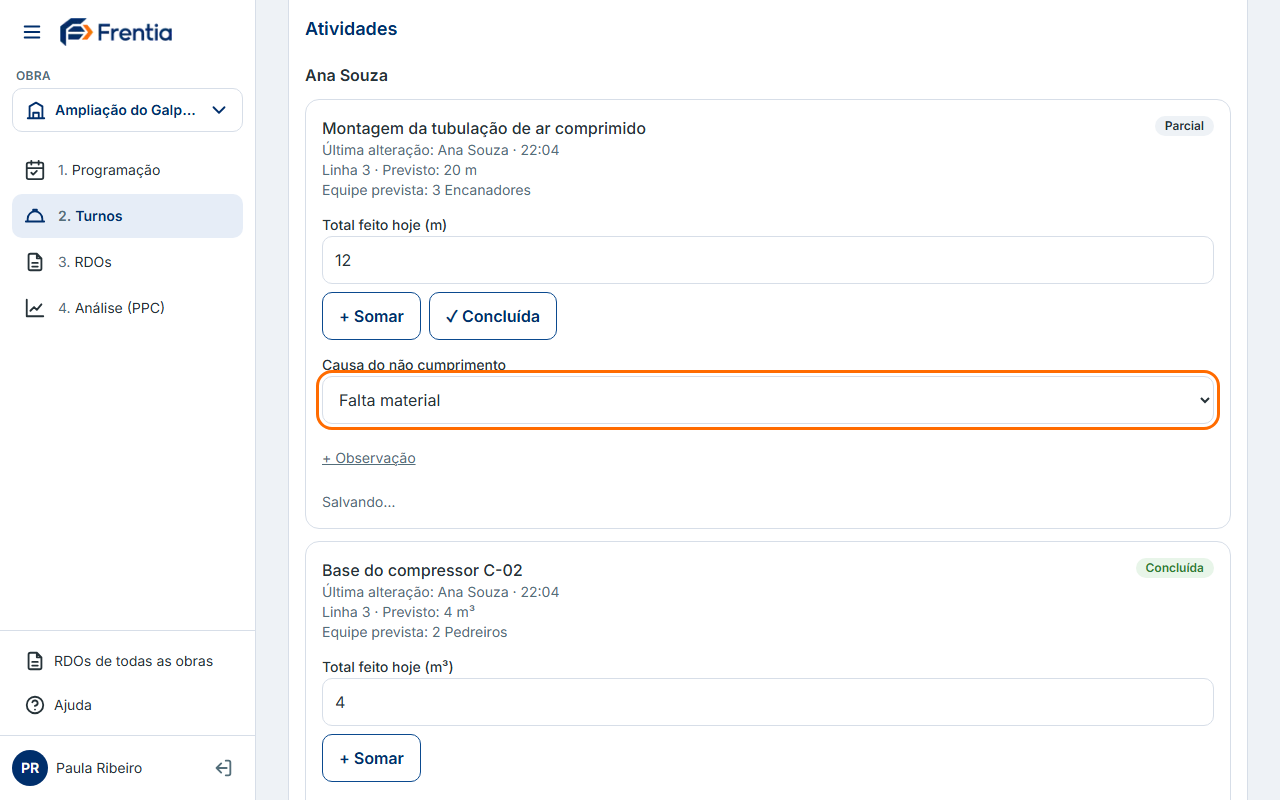 Frentia
OBRA
Ampliação do Galp...
1. Programação
2. Turnos
3. RDOs
4. Análise (PPC)
RDOs de todas as obras
Ajuda
PR
Paula Ribeiro
Atividades
Ana Souza
Montagem da tubulação de ar comprimido
Parcial
Última alteração: Ana Souza · 22:04
Linha 3 · Previsto: 20 m
Equipe prevista: 3 Encanadores
Total feito hoje (m)
12
+ Somar
✓ Concluída
Causa do não cumprimento
Falta material
+ Observação
Salvando...
Base do compressor C-02
Concluída
Última alteração: Ana Souza · 22:04
Linha 3 · Previsto: 4 m³
Equipe prevista: 2 Pedreiros
Total feito hoje (m³)
4
+ Somar